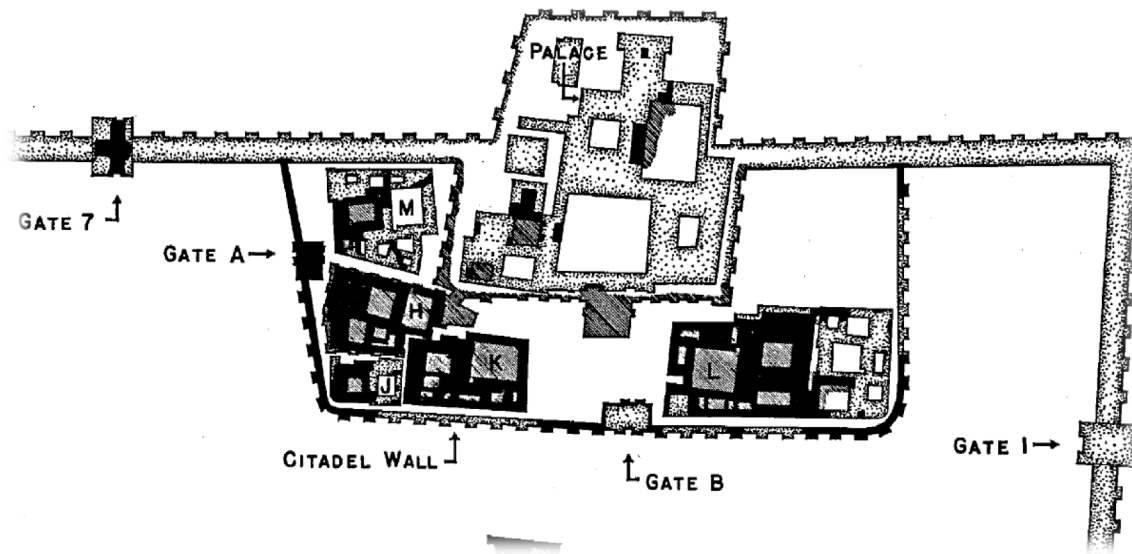 PALACE
M
GATE 7
GATE A
H
J
K
L
CITADEL WALL
GATE B
GATE 1